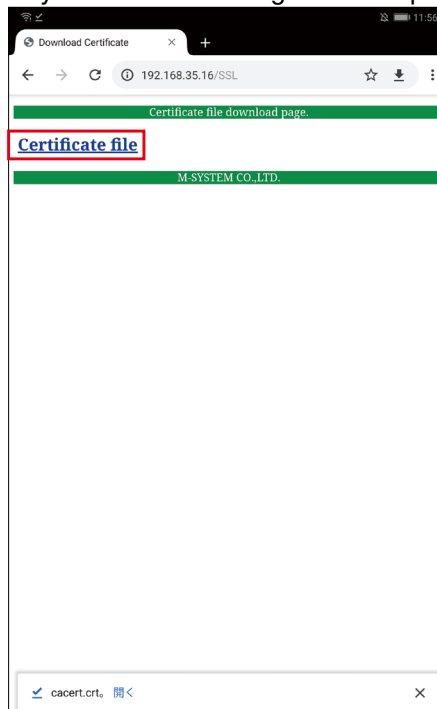 11:56
Download Certificate
192.168.35.16/SSL
Certificate file download page.
Certificate file
M-SYSTEM CO.,LTD.
cacert.crt。 開く